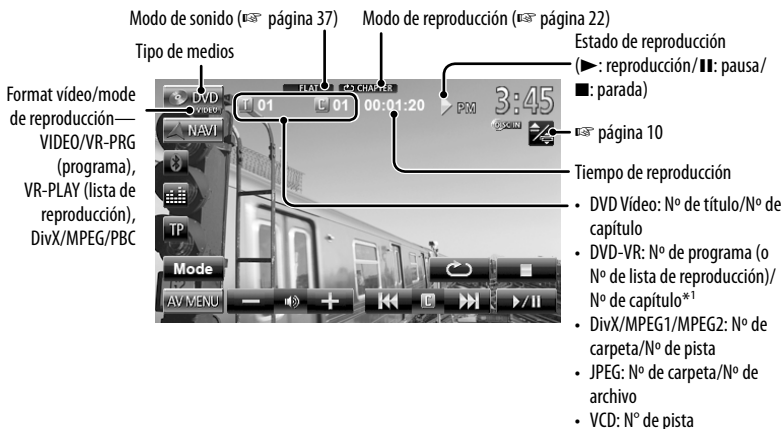 Modo de sonido (☞ página 37)
Modo de reproducción (☞ página 22)
Tipo de medios
Estado de reproducción
(▶: reproducción/❚❚: pausa/
■: parada)
Format vídeo/mode
de reproducción—
VIDEO/VR-PRG
(programa),
VR-PLAY (lista de
reproducción),
DivX/MPEG/PBC
FLAT
CHAPTER
DVD
VIDEO
T 01
C 01
00:01:20
PM
3:45
DISC IN
NAVI
TP
Mode
AV MENU
C
☞ página 10
Tiempo de reproducción
• DVD Vídeo: Nº de título/Nº de
capítulo
• DVD-VR: Nº de programa (o
Nº de lista de reproducción)/
Nº de capítulo*1
• DivX/MPEG1/MPEG2: Nº de
carpeta/Nº de pista
• JPEG: Nº de carpeta/Nº de
archivo
• VCD: N° de pista